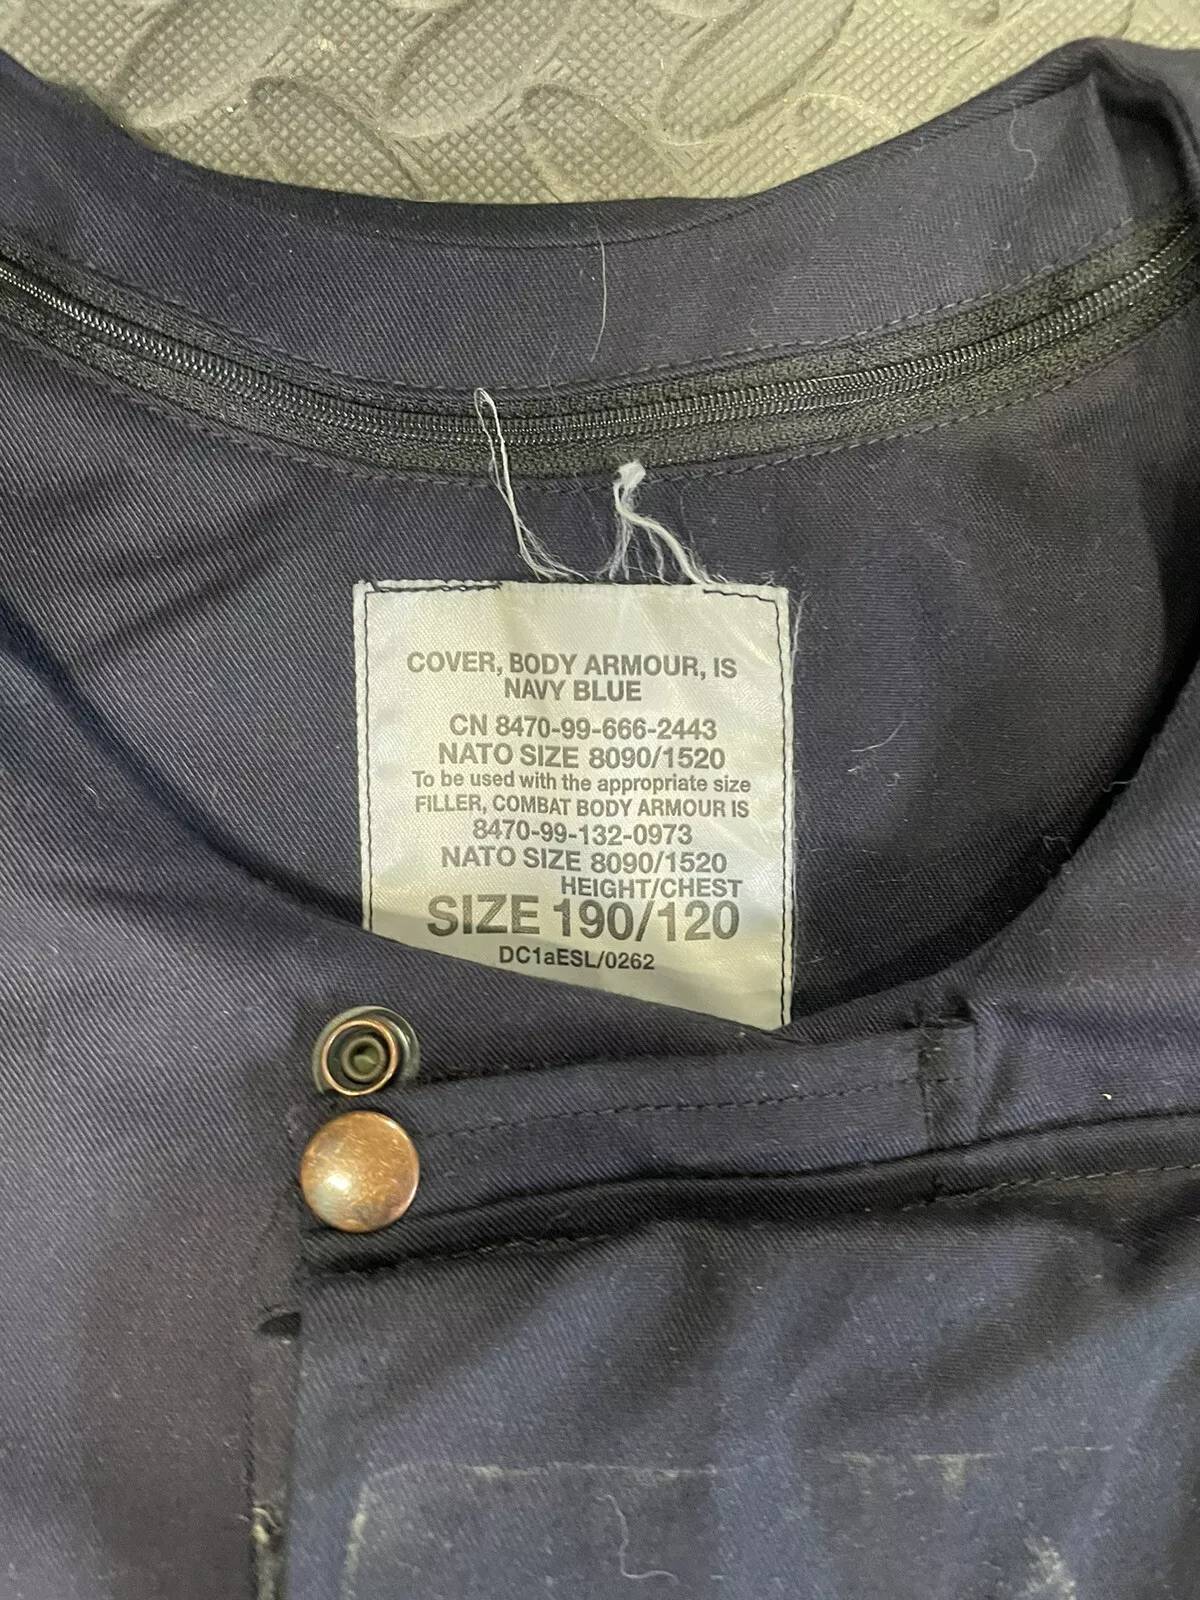 COVER, BODY ARMOUR, IS
NAVY BLUE
CN 8470-99-666-2443
NATO SIZE 8090/1520
To be used with the appropriate size
FILLER, COMBAT BODY ARMOUR IS
8470-99-132-0973
NATO SIZE 8090/1520
HEIGHT/CHEST
SIZE 190/120
DC1aESL/0262